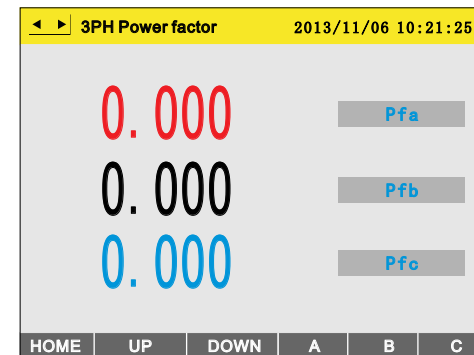 3PH Power factor 2013/11/06 10:21:25
0.000 Pfa
0.000 Pfb
0.000 Pfc
HOME UP DOWN A B C